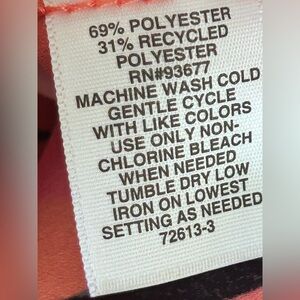 69% POLYESTER
31% RECYCLED
POLYESTER
RN#93677
MACHINE WASH COLD
GENTLE CYCLE
WITH LIKE COLORS
USE ONLY NON-
CHLORINE BLEACH
WHEN NEEDED
TUMBLE DRY LOW
IRON ON LOWEST
SETTING AS NEEDED
72613-3